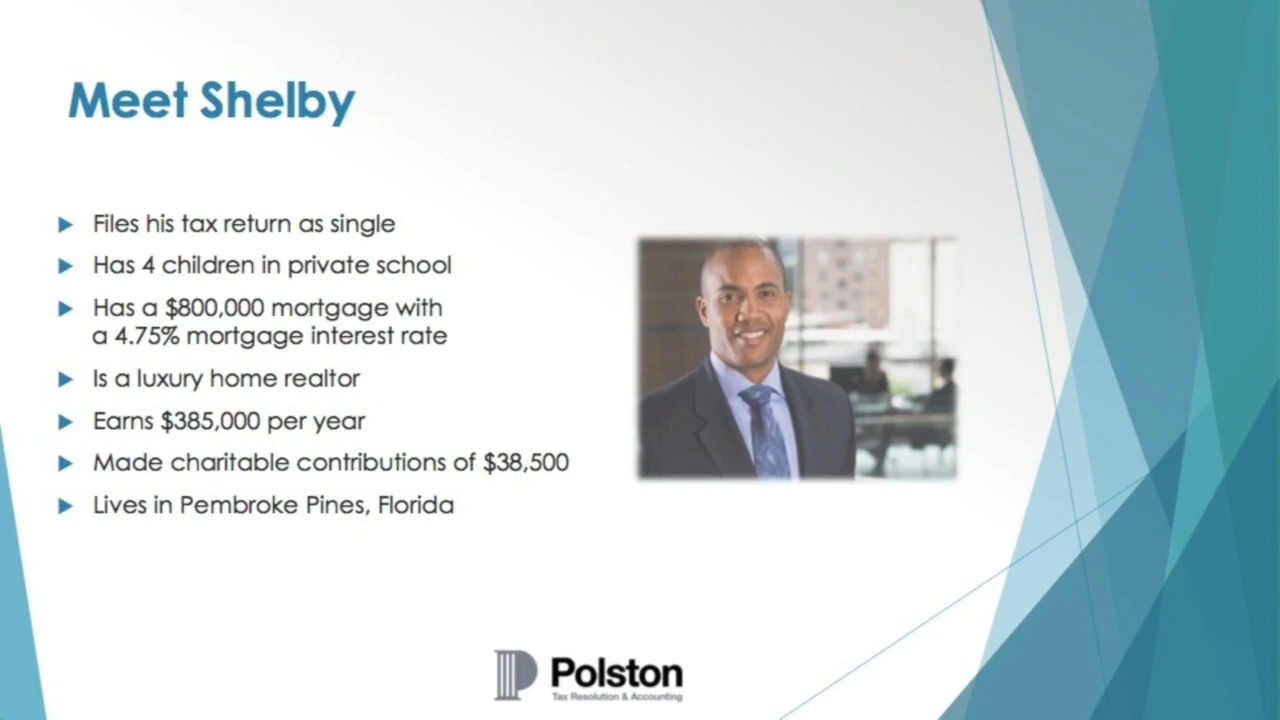 Meet Shelby
Files his tax return as single
Has 4 children in private school
Has a $800,000 mortgage with
a 4.75% mortgage interest rate
Is a luxury home realtor
Earns $385,000 per year
Made charitable contributions of $38,500
Lives in Pembroke Pines, Florida
Polston
Tax Resolution & Accounting